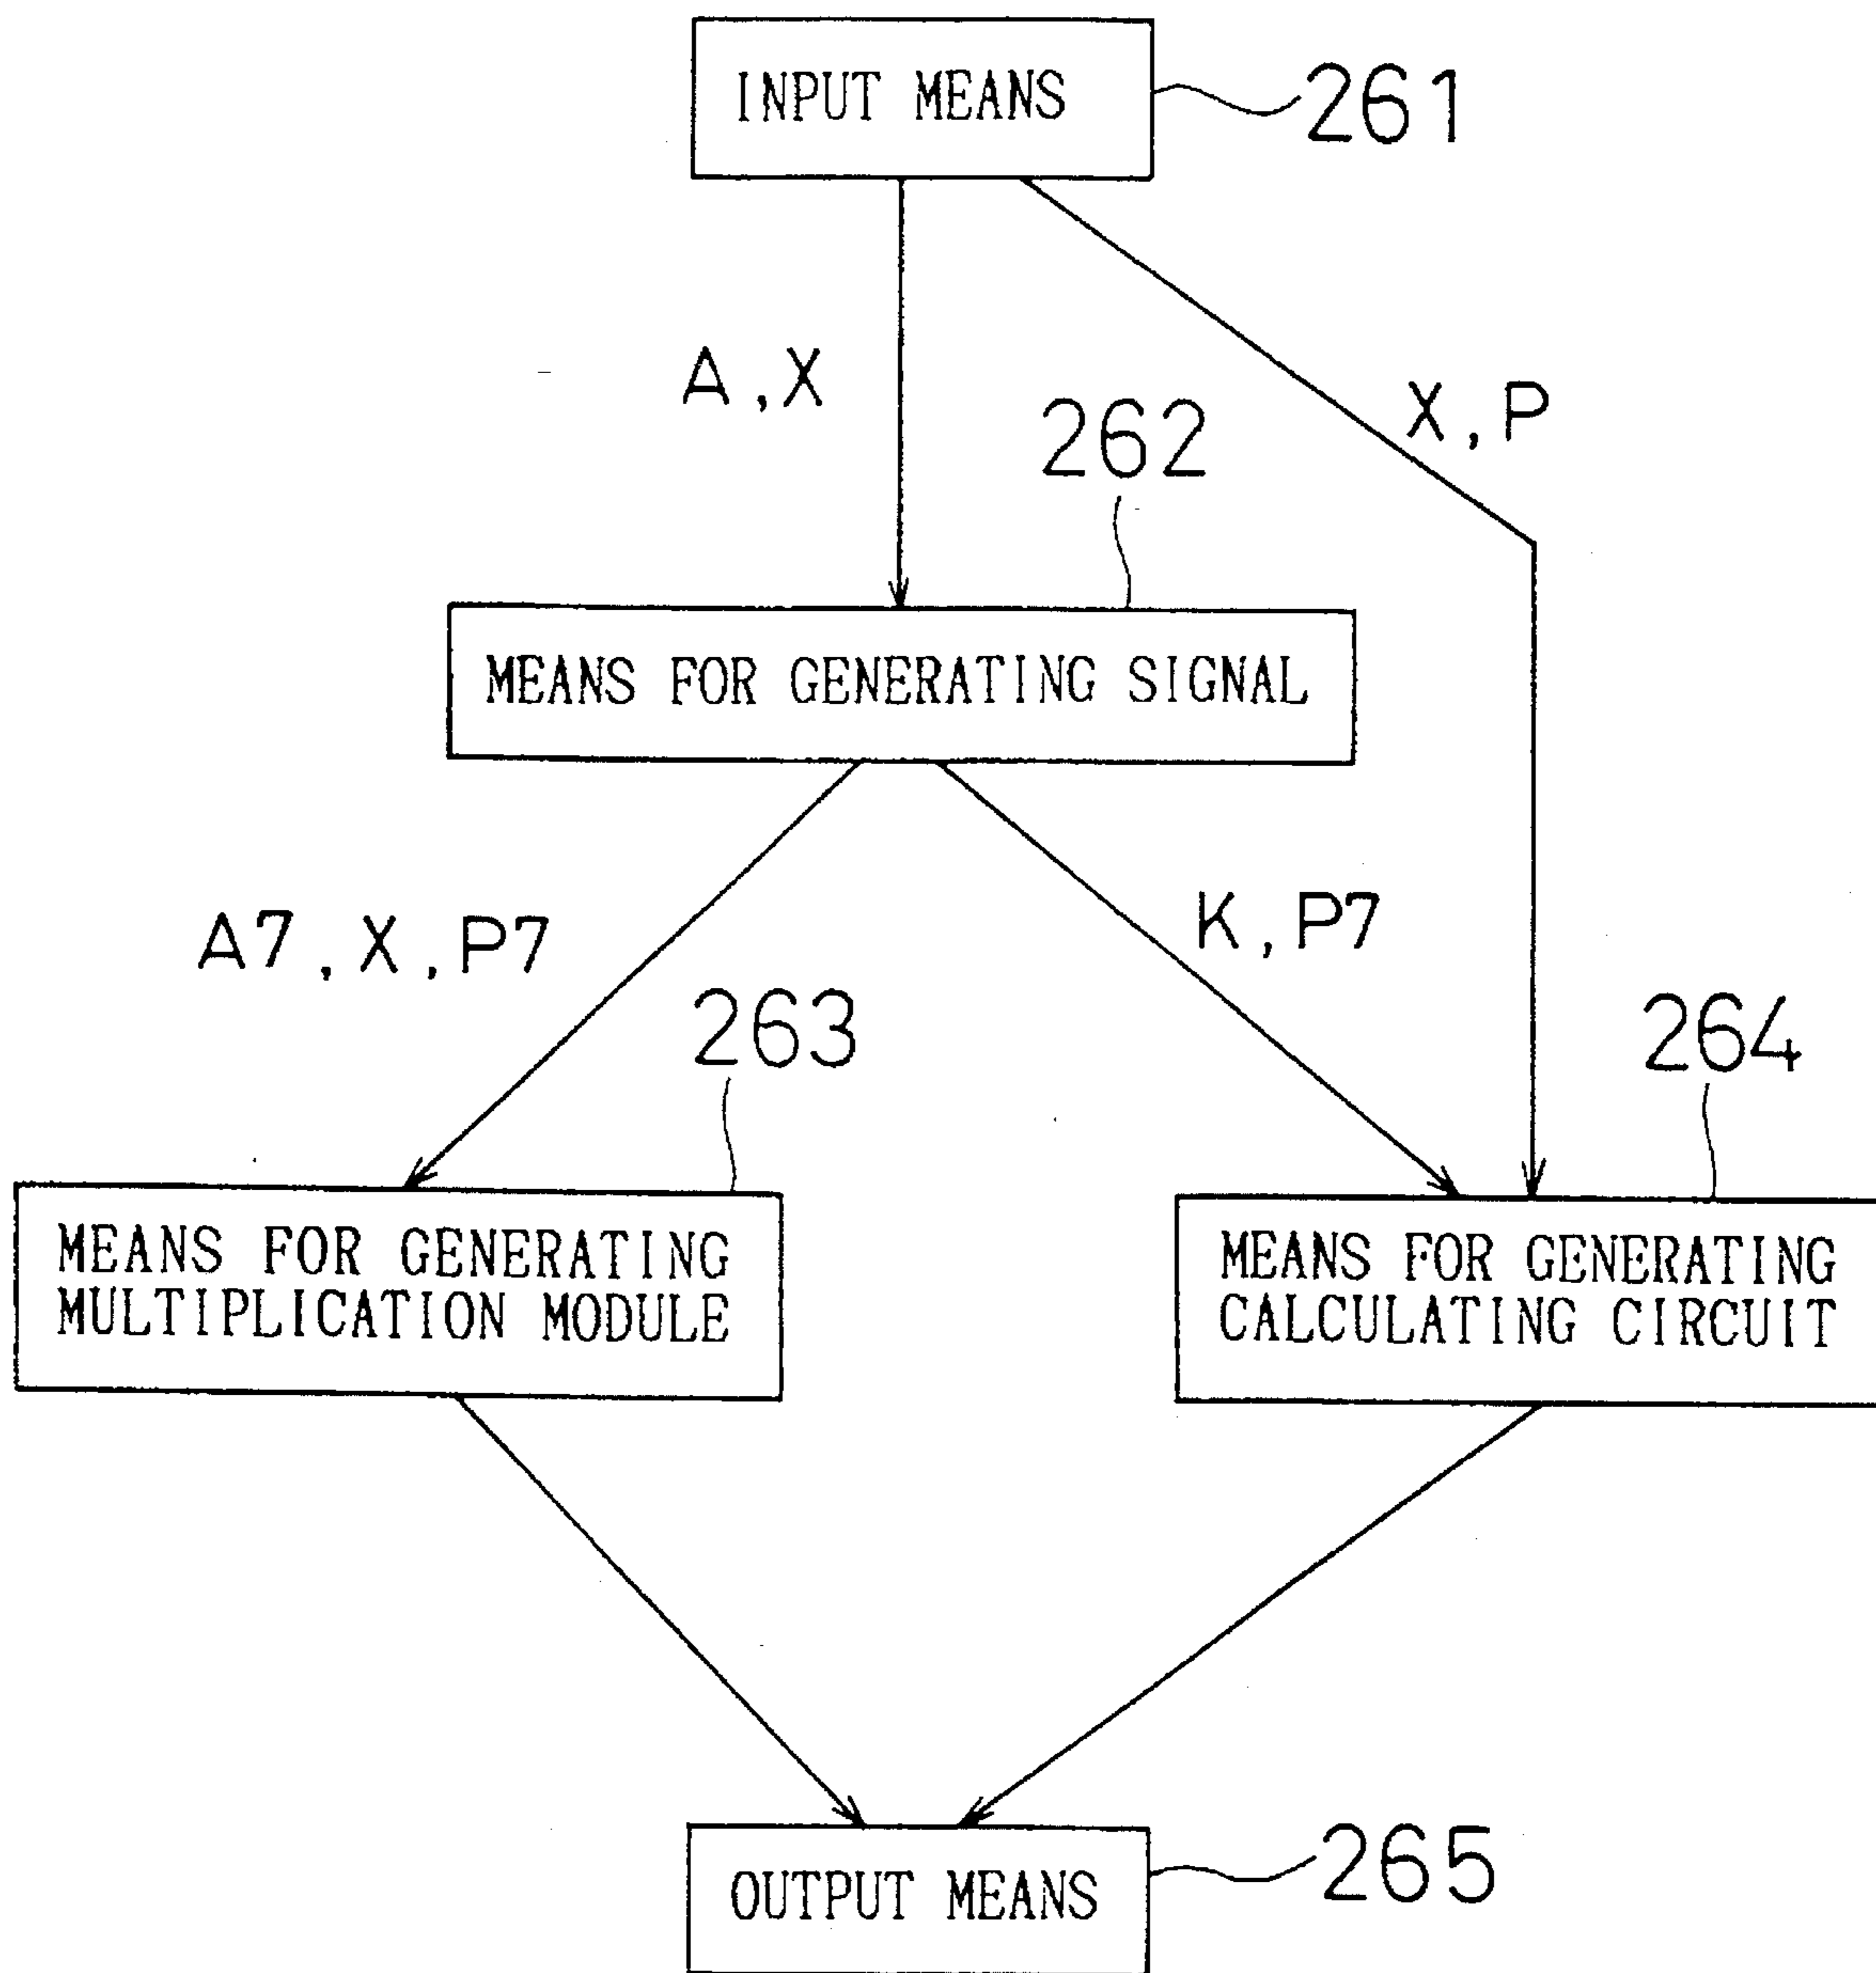 INPUT MEANS
261
A,X
X,P
262
MEANS FOR GENERATING SIGNAL
A7,X,P7
K,P7
263
264
MEANS FOR GENERATING
MULTIPLICATION MODULE
MEANS FOR GENERATING
CALCULATING CIRCUIT
OUTPUT MEANS
265